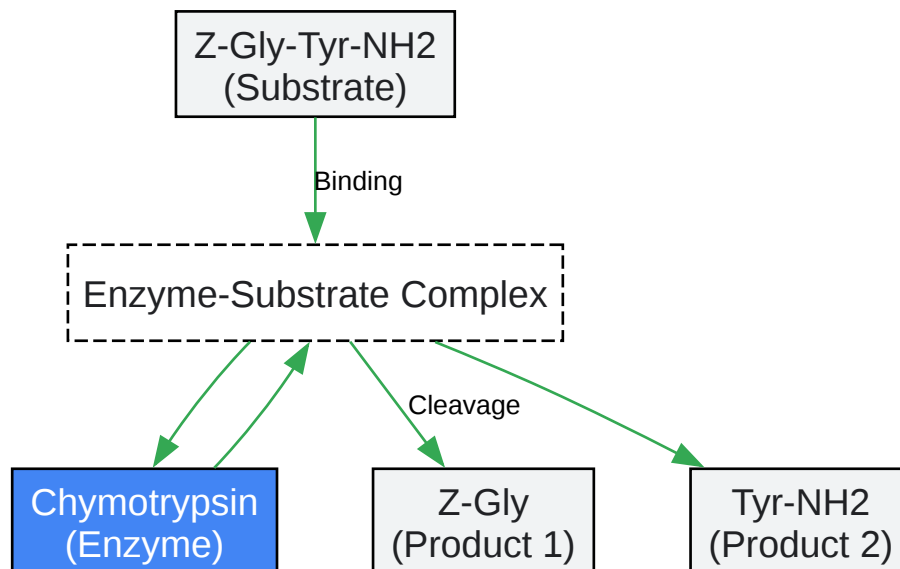 Z-Gly-Tyr-NH2
(Substrate)
Binding
Enzyme-Substrate Complex
Cleavage
Chymotrypsin
(Enzyme)
Z-Gly
(Product 1)
Tyr-NH2
(Product 2)